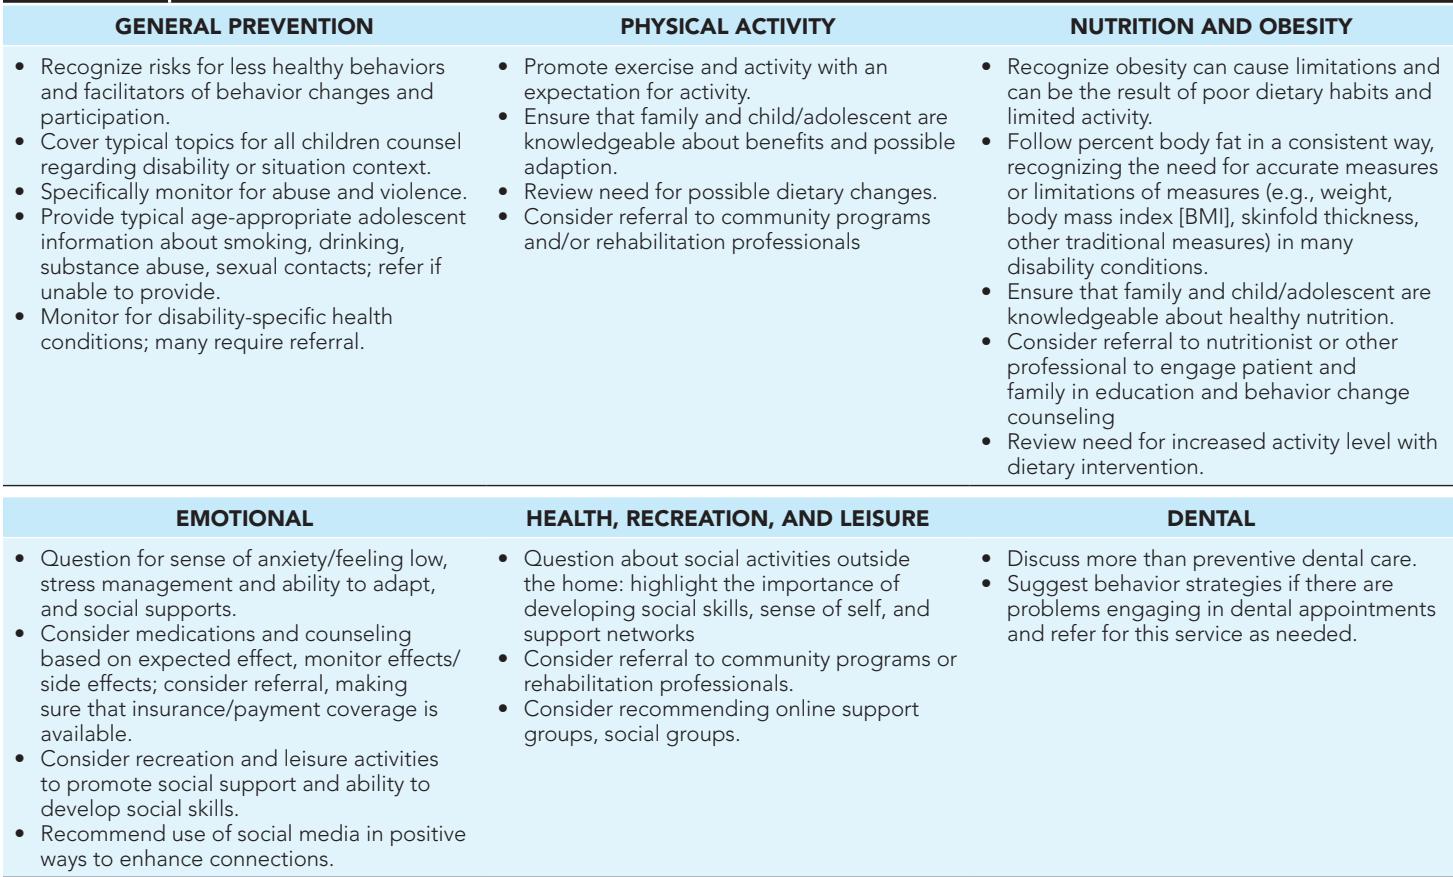 GENERAL PREVENTION
• Recognize risks for less healthy behaviors
and facilitators of behavior changes and
participation.
• Cover typical topics for all children counsel
regarding disability or situation context.
• Specifically monitor for abuse and violence.
• Provide typical age-appropriate adolescent
information about smoking, drinking,
substance abuse, sexual contacts; refer if
unable to provide.
• Monitor for disability-specific health
conditions; many require referral.
PHYSICAL ACTIVITY
• Promote exercise and activity with an
expectation for activity.
• Ensure that family and child/adolescent are
knowledgeable about benefits and possible
adaption.
• Review need for possible dietary changes.
• Consider referral to community programs
and/or rehabilitation professionals
NUTRITION AND OBESITY
• Recognize obesity can cause limitations and
can be the result of poor dietary habits and
limited activity.
• Follow percent body fat in a consistent way,
recognizing the need for accurate measures
or limitations of measures (e.g., weight,
body mass index [BMI], skinfold thickness,
other traditional measures) in many
disability conditions.
• Ensure that family and child/adolescent are
knowledgeable about healthy nutrition.
• Consider referral to nutritionist or other
professional to engage patient and
family in education and behavior change
counseling
• Review need for increased activity level with
dietary intervention.
EMOTIONAL
• Question for sense of anxiety/feeling low,
stress management and ability to adapt,
and social supports.
• Consider medications and counseling
based on expected effect, monitor effects/
side effects; consider referral, making
sure that insurance/payment coverage is
available.
• Consider recreation and leisure activities
to promote social support and ability to
develop social skills.
• Recommend use of social media in positive
ways to enhance connections.
HEALTH, RECREATION, AND LEISURE
• Question about social activities outside
the home: highlight the importance of
developing social skills, sense of self, and
support networks
• Consider referral to community programs or
rehabilitation professionals.
• Consider recommending online support
groups, social groups.
DENTAL
• Discuss more than preventive dental care.
• Suggest behavior strategies if there are
problems engaging in dental appointments
and refer for this service as needed.